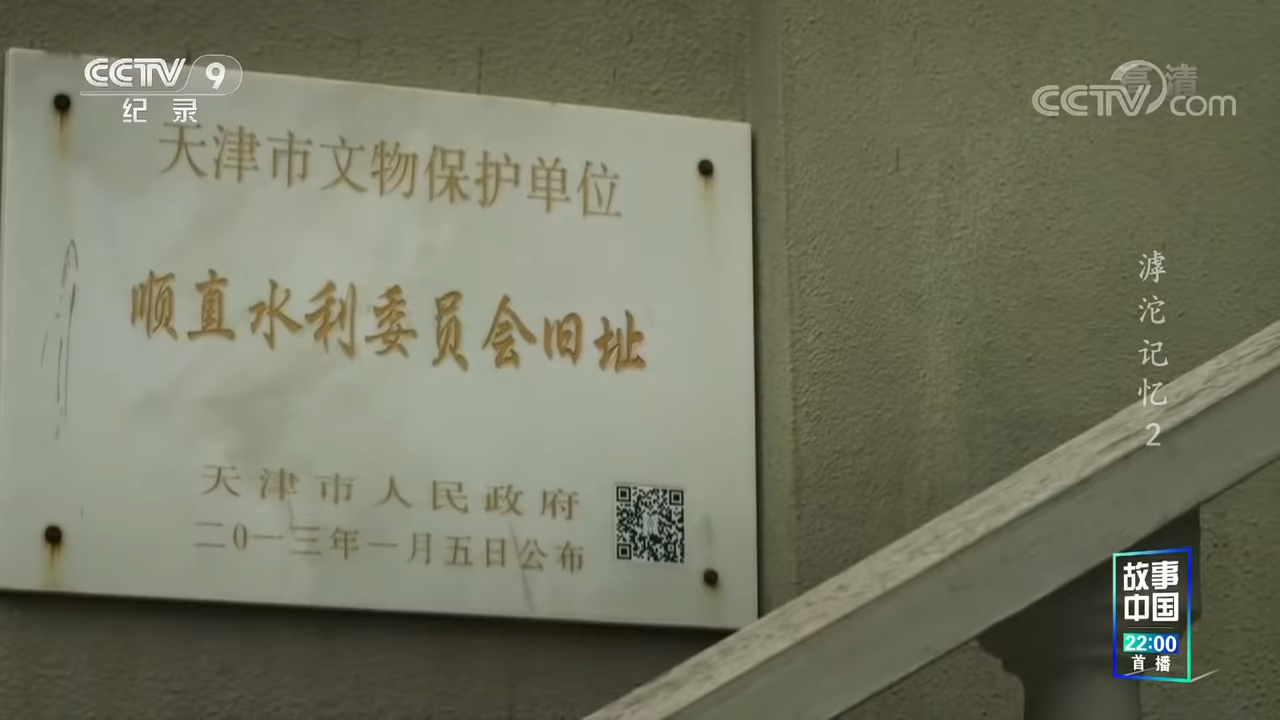 CCTV 9
纪录
高清
CCTV.com
天津市文物保护单位
顺直水利委员会旧址
天津市人民政府
二〇一三年一月五日公布
滹沱记忆2
故事
中国
22:00
首播